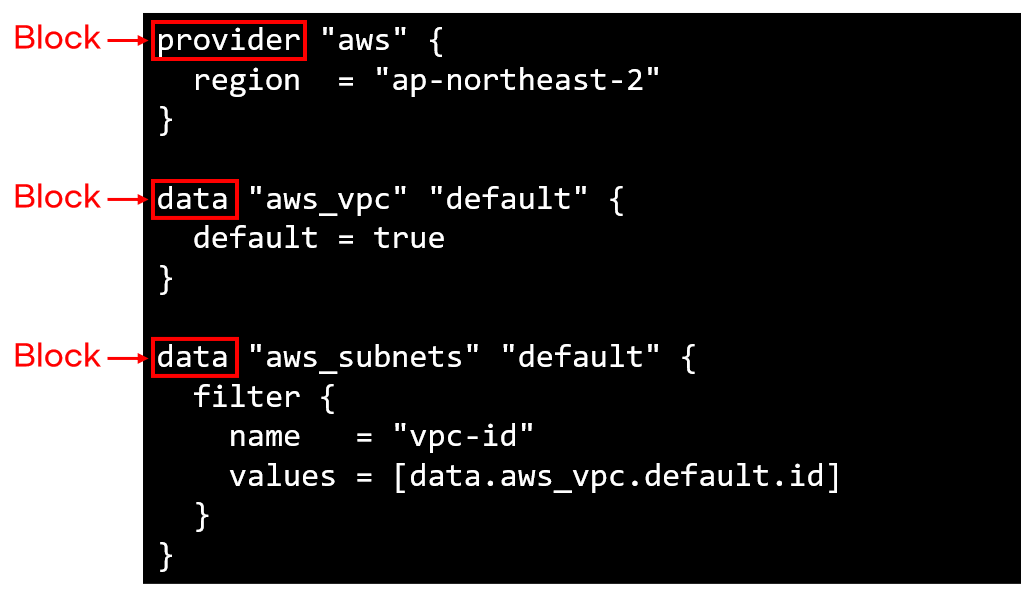 Block provider "aws" {
region = "ap-northeast-2"
}
Block data "aws_vpc" "default" {
default = true
}
Block data "aws_subnets" "default" {
filter {
name = "vpc-id"
values = [data.aws_vpc.default.id]
}
}